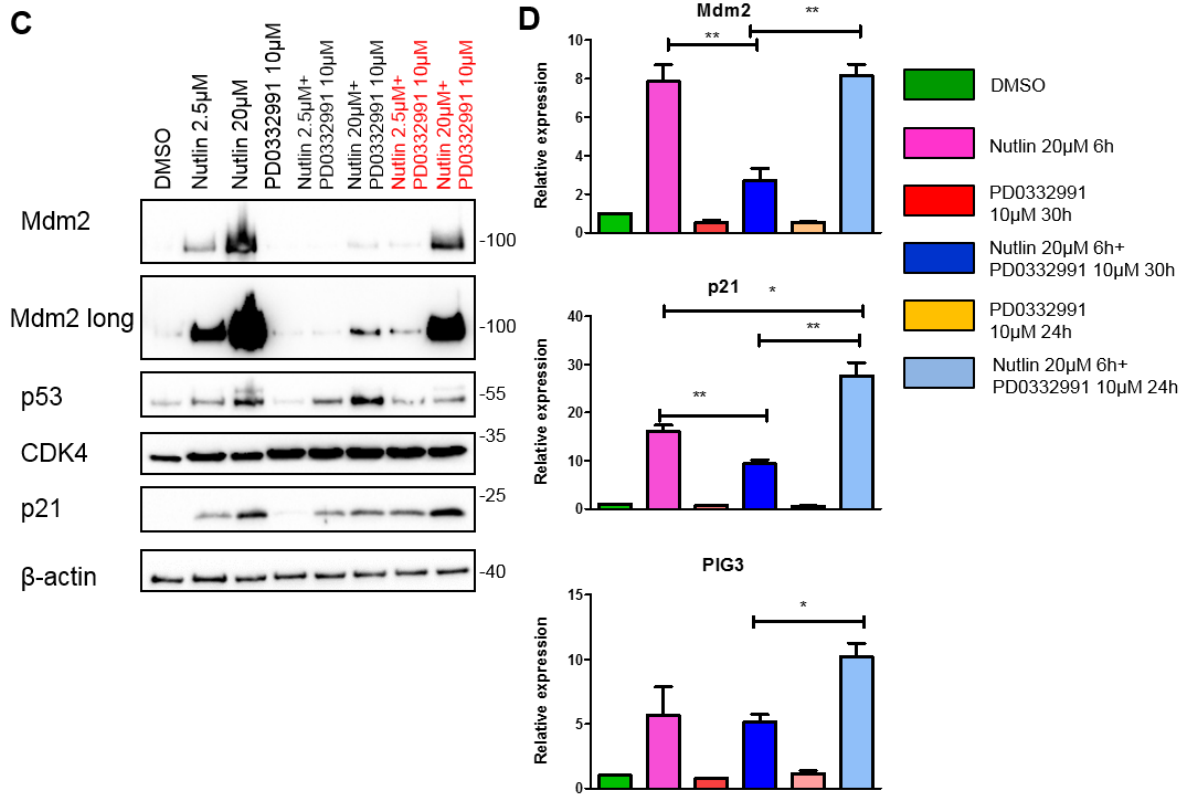 C
DMSO
Nutlin 2.5µM
Nutlin 20µM
PD0332991 10µM
Nutlin 2.5µM+
PD0332991 10µM
Nutlin 20µM+
PD0332991 10µM
Nutlin 2.5µM+
PD0332991 10µM
Nutlin 20µM+
PD0332991 10µM
Mdm2
-100
Mdm2 long
-100
p53
-55
CDK4
-35
p21
-25
β-actin
-40
D
Mdm2
**
**
Relative expression
10
8
6
4
2
0
p21
*
**
**
Relative expression
40
30
20
10
0
PIG3
*
Relative expression
15
10
5
0
DMSO
Nutlin 20µM 6h
PD0332991
10µM 30h
Nutlin 20µM 6h+
PD0332991 10µM 30h
PD0332991
10µM 24h
Nutlin 20µM 6h+
PD0332991 10µM 24h